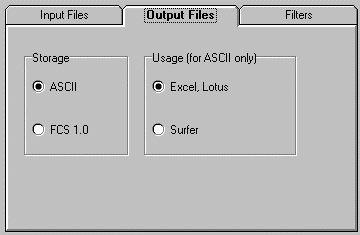 Input Files Output Files Filters
Storage Usage (for ASCII only)
ASCII Excel, Lotus
FCS 1.0 Surfer